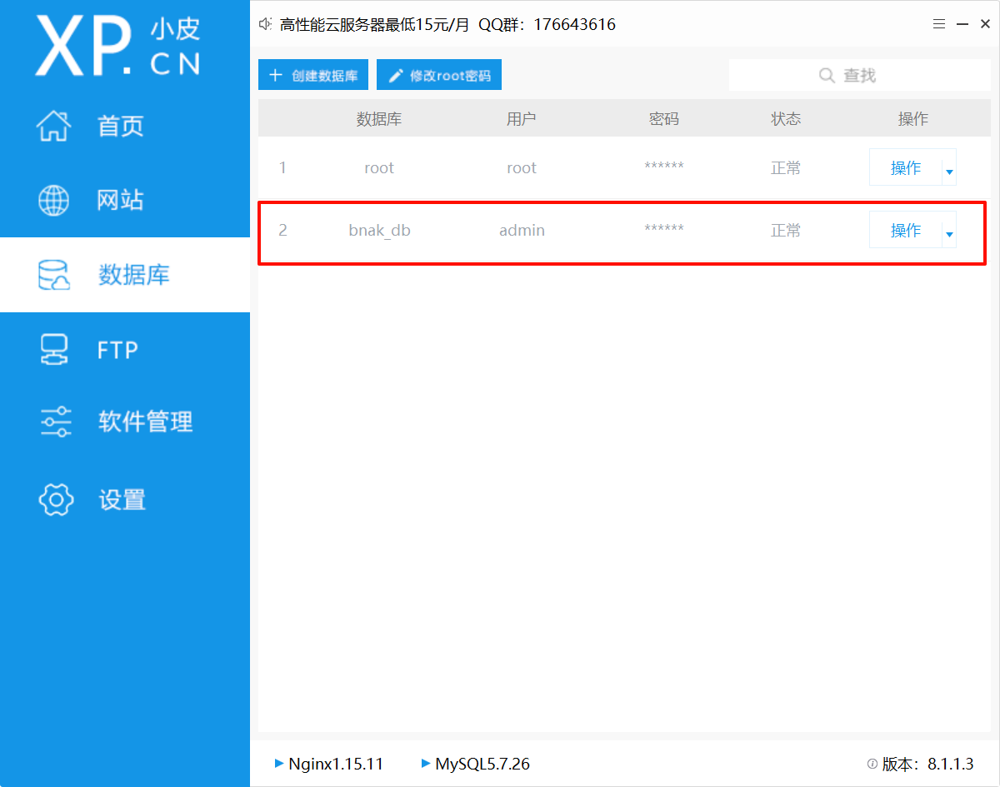 XP.小皮CN
首页
网站
数据库
FTP
软件管理
设置
高性能云服务器最低15元/月 QQ群：176643616
创建数据库 修改root密码 查找
数据库 用户 密码 状态 操作
1 root root ****** 正常 操作
2 bnak_db admin ****** 正常 操作
Nginx1.15.11 MySQL5.7.26 版本：8.1.1.3